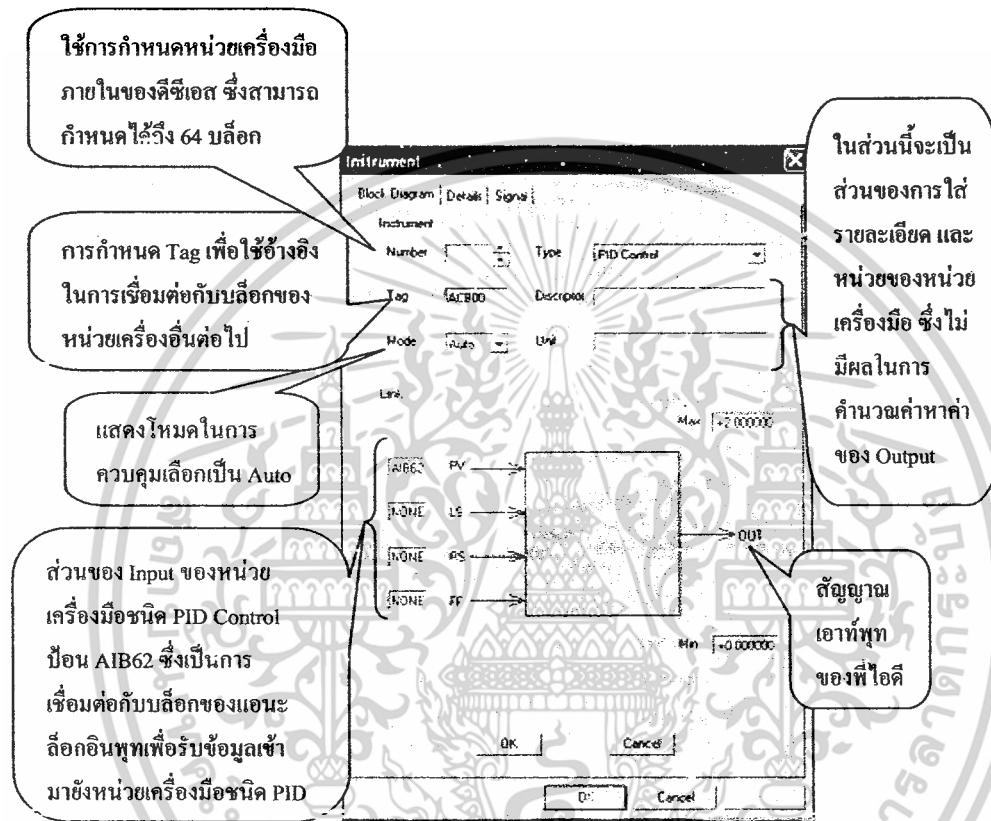 ใช้การกำหนดหน่วยเครื่องมือ
ภายในของดีซีเอส ซึ่งสามารถ
กำหนดได้ถึง 64 บล็อก
การกำหนด Tag เพื่อใช้อ้างอิง
ในการเชื่อมต่อกับบล็อกของ
หน่วยเครื่องอื่นต่อไป
แสดงโหมดในการ
ควบคุมเลือกเป็น Auto
ส่วนของ Input ของหน่วย
เครื่องมือชนิด PID Control
ป้อน AIB62 ซึ่งเป็นการ
เชื่อมต่อกับบล็อกของแอนะ
ล็อกอินพุทเพื่อรับข้อมูลเข้า
มายังหน่วยเครื่องมือชนิด PID
Instrument
Block Diagram Details Signal
Instrument
Number Type PID Control
Tag ACB00 Discriptor
Mode Auto Unit
Link
Max +2.000000
AIB62 PV
NONE LS
NONE RS
NONE FF
OUT
Min +0.000000
OK Cancel
OK Cancel
ในส่วนนี้จะเป็น
ส่วนของการใส่
รายละเอียด และ
หน่วยของหน่วย
เครื่องมือ ซึ่งไม่
มีผลในการ
คำนวณค่าหาค่า
ของ Output
สัญญาณ
เอาท์พุท
ของพีไอดี